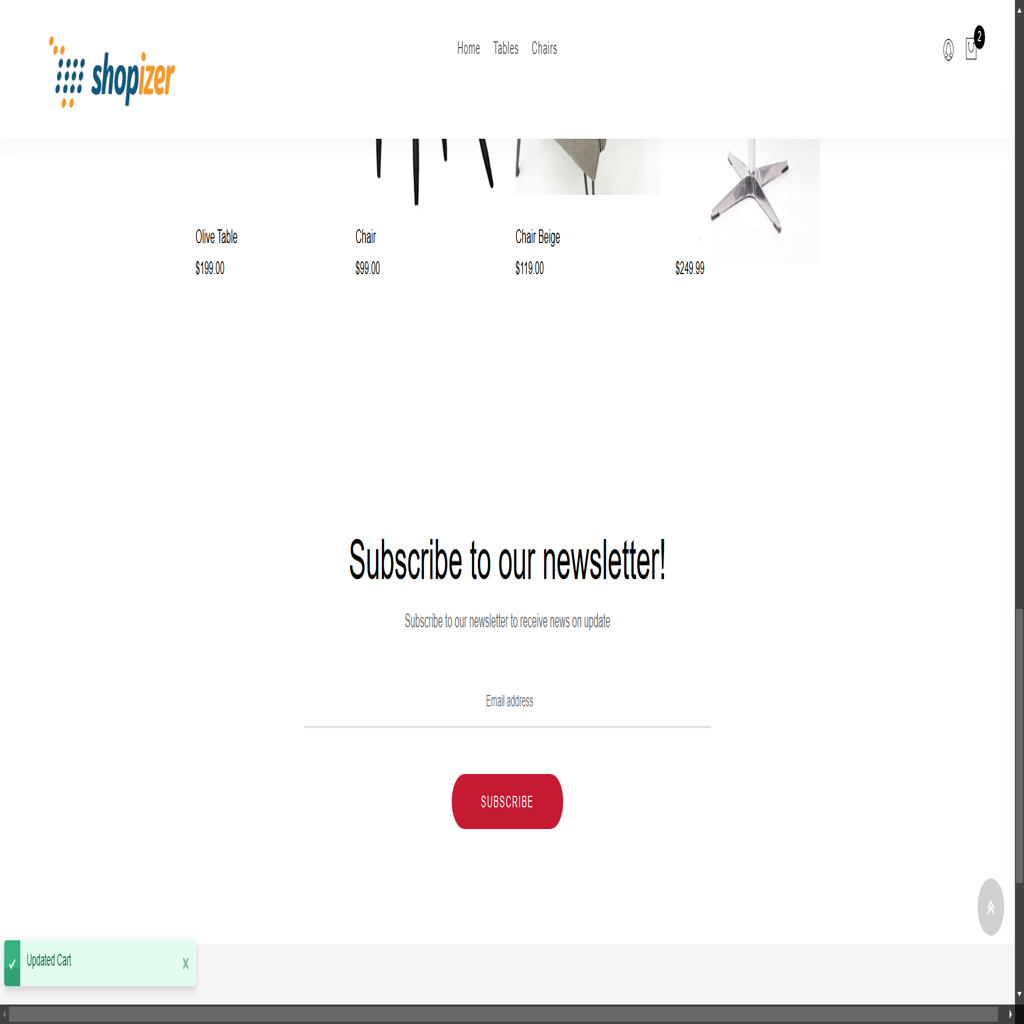 shopizer
Home Tables Chairs
2
Olive Table Chair Chair Beige
$199.00 $99.00 $119.00 $249.99
Subscribe to our newsletter!
Subscribe to our newsletter to receive news on update
Email address
SUBSCRIBE
Updated Cart x